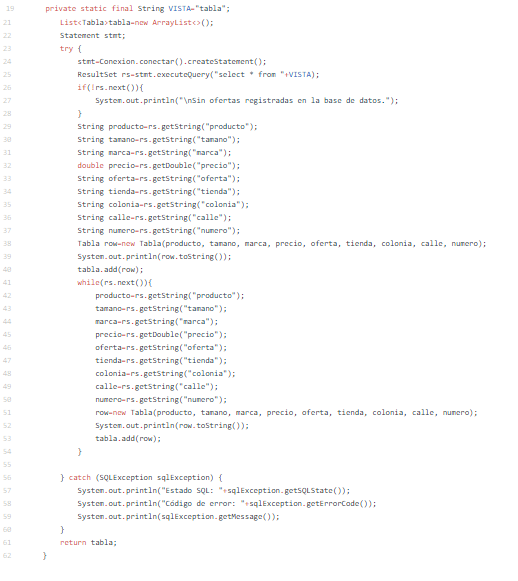 19 private static final String VISTA="tabla";
21 List<Tabla>tabla=new ArrayList<>();
22 Statement stmt;
23 try {
24 stmt=Conexion.conectar().createStatement();
25 ResultSet rs=stmt.executeQuery("select * from "+VISTA);
26 if(!rs.next()){
27 System.out.println("\nSin ofertas registradas en la base de datos.");
28 }
29 String producto=rs.getString("producto");
30 String tamano=rs.getString("tamano");
31 String marca=rs.getString("marca");
32 double precio=rs.getDouble("precio");
33 String oferta=rs.getString("oferta");
34 String tienda=rs.getString("tienda");
35 String colonia=rs.getString("colonia");
36 String calle=rs.getString("calle");
37 String numero=rs.getString("numero");
38 Tabla row=new Tabla(producto, tamano, marca, precio, oferta, tienda, colonia, calle, numero);
39 System.out.println(row.toString());
40 tabla.add(row);
41 while(rs.next()){
42 producto=rs.getString("producto");
43 tamano=rs.getString("tamano");
44 marca=rs.getString("marca");
45 precio=rs.getDouble("precio");
46 oferta=rs.getString("oferta");
47 tienda=rs.getString("tienda");
48 colonia=rs.getString("colonia");
49 calle=rs.getString("calle");
50 numero=rs.getString("numero");
51 row=new Tabla(producto, tamano, marca, precio, oferta, tienda, colonia, calle, numero);
52 System.out.println(row.toString());
53 tabla.add(row);
54 }
55
56 } catch (SQLException sqlException) {
57 System.out.println("Estado SQL: "+sqlException.getSQLState());
58 System.out.println("Código de error: "+sqlException.getErrorCode());
59 System.out.println(sqlException.getMessage());
60 }
61 return tabla;
62 }